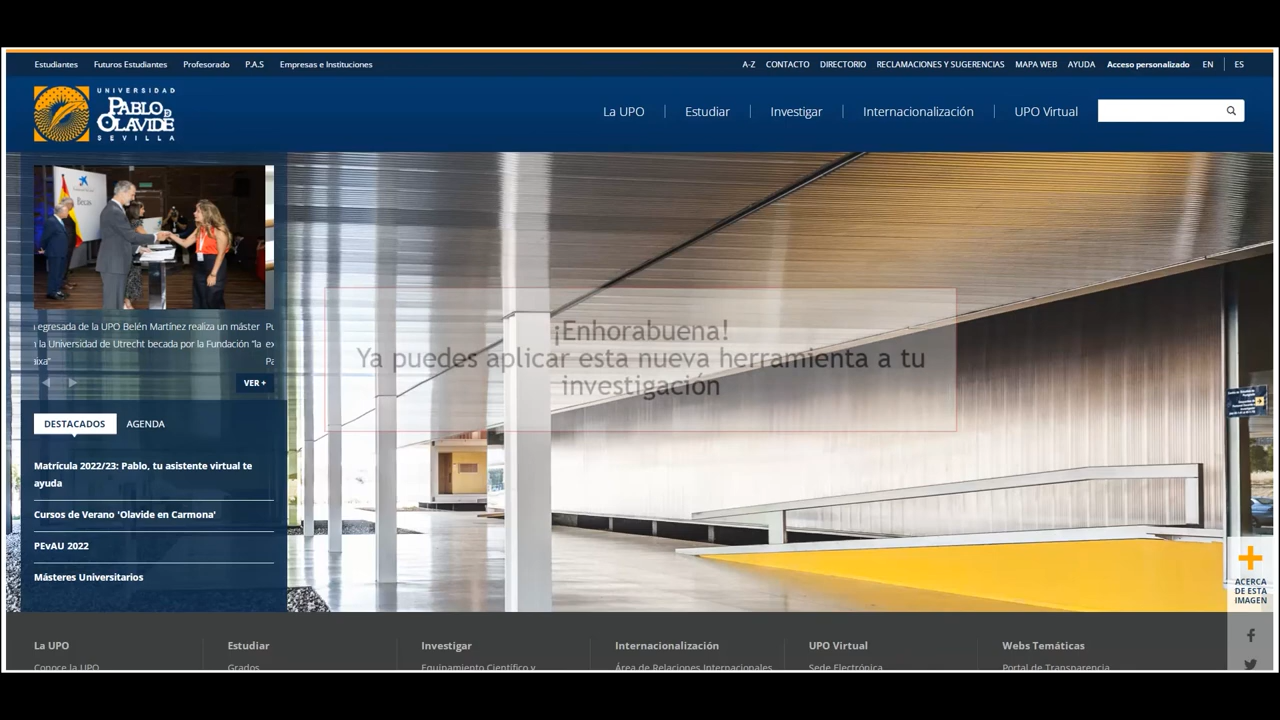 Estudiantes Futuros Estudiantes Profesorado P.A.S Empresas e Instituciones
A-Z CONTACTO DIRECTORIO RECLAMACIONES Y SUGERENCIAS MAPA WEB AYUDA Acceso personalizado EN ES
UNIVERSIDAD
PABLO D
OLAVIDE
SEVILLA
La UPO Estudiar Investigar Internacionalización UPO Virtual
Becas
egresada de la UPO Belén Martínez realiza un máster Pu
la Universidad de Utrecht becada por la Fundación "la ex
aixa" Pa
VER +
¡Enhorabuena!
Ya puedes aplicar esta nueva herramienta a tu
investigación
DESTACADOS AGENDA
Matrícula 2022/23: Pablo, tu asistente virtual te
ayuda
Cursos de Verano 'Olavide en Carmona'
PEvAU 2022
Másteres Universitarios
ACERCA
DE ESTA
IMAGEN
La UPO Estudiar Investigar Internacionalización UPO Virtual Webs Temáticas
Conoce la UPO Grados Equipamiento Científico y Área de Relaciones Internacionales Sede Electrónica Portal de Transparencia